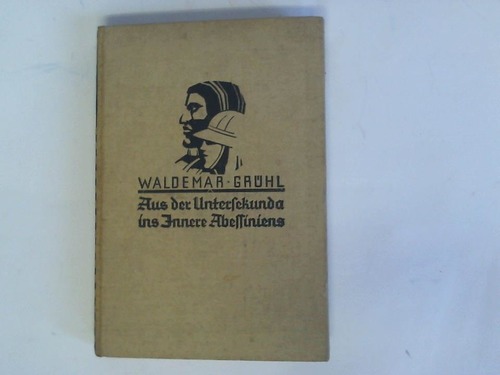 WALDEMAR · GRÜHL
Aus der Untersekunda
ins Innere Abessiniens